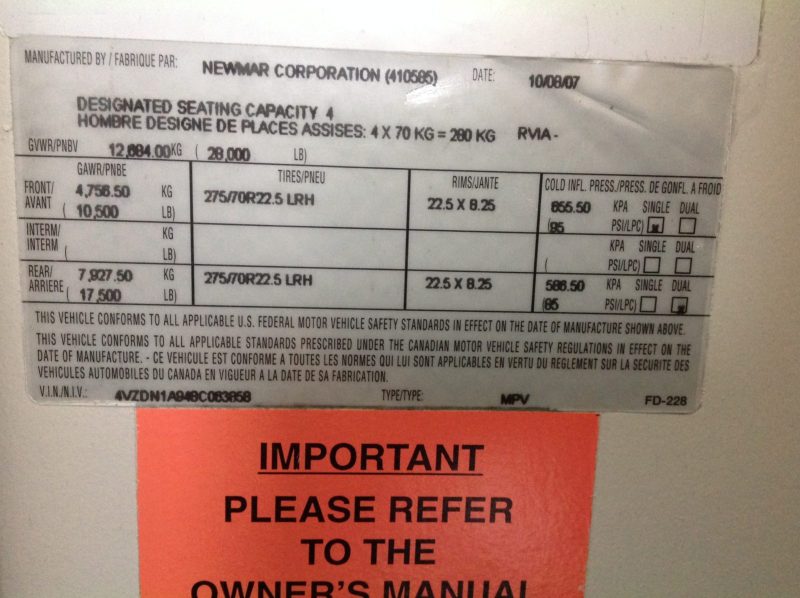 MANUFACTURED BY / FABRIQUE PAR: NEWMAR CORPORATION (410585) DATE: 10/08/07
DESIGNATED SEATING CAPACITY 4
HOMBRE DESIGNE DE PLACES ASSISES: 4 X 70 KG = 280 KG RVIA -
GVWR/PNBV 12,684.00 KG ( 28,000 LB)
GAWR/PNBE TIRES/PNEU RIMS/JANTE COLD INFL. PRESS./PRESS. DE GONFL. A FROID
FRONT/ 4,756.50 KG 275/70R22.5 LRH 22.5 X 8.25 655.50 KPA SINGLE DUAL
AVANT ( 10,500 LB) (95 PSI/LPC)
INTERM/ KG KPA SINGLE DUAL
INTERM ( LB) ( PSI/LPC)
REAR/ 7,927.50 KG 275/70R22.5 LRH 22.5 X 8.25 586.50 KPA SINGLE DUAL
ARRIERE ( 17,500 LB) (85 PSI/LPC)
THIS VEHICLE CONFORMS TO ALL APPLICABLE U.S. FEDERAL MOTOR VEHICLE SAFETY STANDARDS IN EFFECT ON THE DATE OF MANUFACTURE SHOWN ABOVE.
THIS VEHICLE CONFORMS TO ALL APPLICABLE STANDARDS PRESCRIBED UNDER THE CANADIAN MOTOR VEHICLE SAFETY REGULATIONS IN EFFECT ON THE
DATE OF MANUFACTURE. - CE VEHICULE EST CONFORME A TOUTES LES NORMES QUI LUI SONT APPLICABLES EN VERTU DU REGLEMENT SUR LA SECURITE DES
VEHICULES AUTOMOBILES DU CANADA EN VIGUEUR A LA DATE DE SA FABRICATION.
V.I.N./N.I.V.: TYPE/TYPE: MPV FD-228
IMPORTANT
PLEASE REFER
TO THE
OWNER'S MANUAL